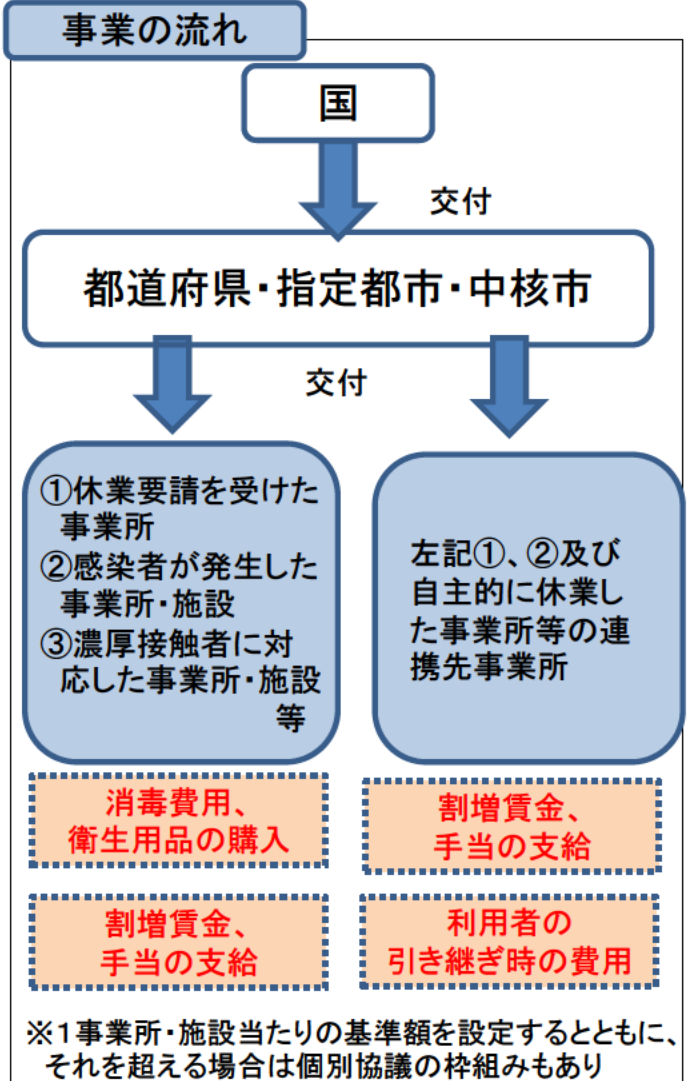 事業の流れ
国
交付
都道府県・指定都市・中核市
交付
①休業要請を受けた
事業所
②感染者が発生した
事業所・施設
③濃厚接触者に対
応した事業所・施設
等
左記①、②及び
自主的に休業し
た事業所等の連
携先事業所
消毒費用、
衛生用品の購入
割増賃金、
手当の支給
割増賃金、
手当の支給
利用者の
引き継ぎ時の費用
※１事業所・施設当たりの基準額を設定するとともに、
それを超える場合は個別協議の枠組みもあり